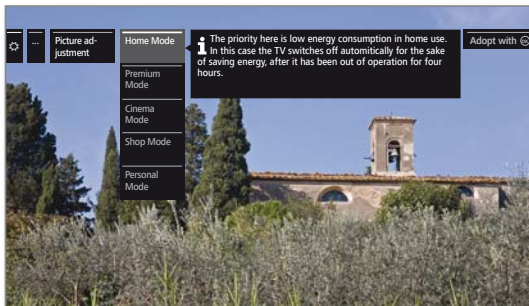 ...
Picture ad-
justment
Home Mode
Premium
Mode
Cinema
Mode
Shop Mode
Personal
Mode
The priority here is low energy consumption in home use.
In this case the TV switches off automitically for the sake
of saving energy, after it has been out of operation for four
hours.
Adopt with